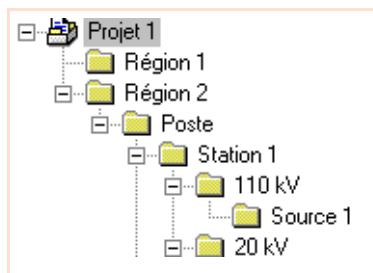 Projet 1
Région 1
Région 2
Poste
Station 1
110 kV
Source 1
20 kV